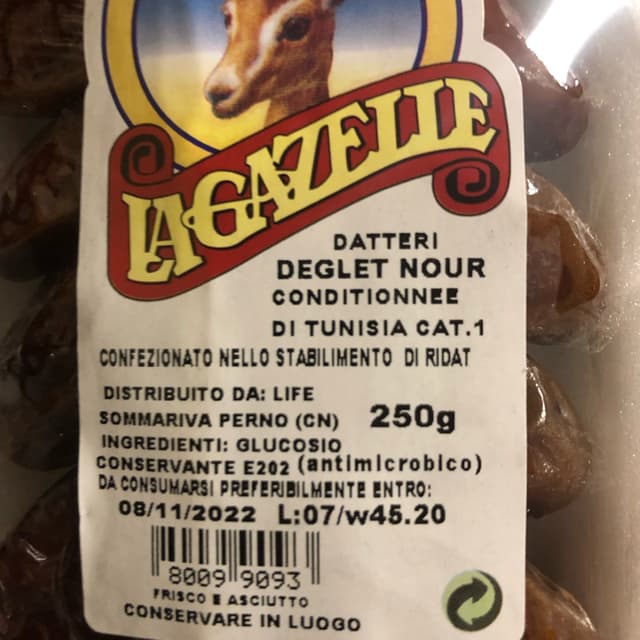 LA GAZELLE
DATTERI
DEGLET NOUR
CONDITIONNEE
DI TUNISIA CAT.1
CONFEZIONATO NELLO STABILIMENTO DI RIDAT
DISTRIBUITO DA: LIFE
SOMMARIVA PERNO (CN) 250g
INGREDIENTI: GLUCOSIO
CONSERVANTE E202 (antimicrobico)
DA CONSUMARSI PREFERIBILMENTE ENTRO:
08/11/2022 L:07/w45.20
8009 9093
FRISCO E ASCIUTTO
CONSERVARE IN LUOGO